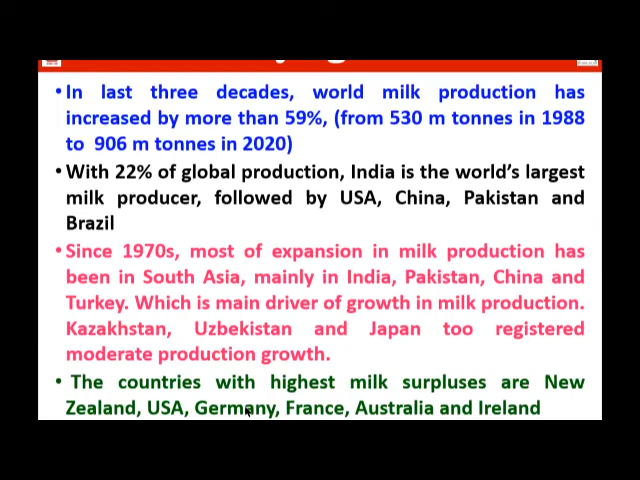 •In last three decades, world milk production has
increased by more than 59%, (from 530 m tonnes in 1988
to 906 m tonnes in 2020)
•With 22% of global production, India is the world's largest
milk producer, followed by USA, China, Pakistan and
Brazil
•Since 1970s, most of expansion in milk production has
been in South Asia, mainly in India, Pakistan, China and
Turkey. Which is main driver of growth in milk production.
Kazakhstan, Uzbekistan and Japan too registered
moderate production growth.
• The countries with highest milk surpluses are New
Zealand, USA, Germany, France, Australia and Ireland